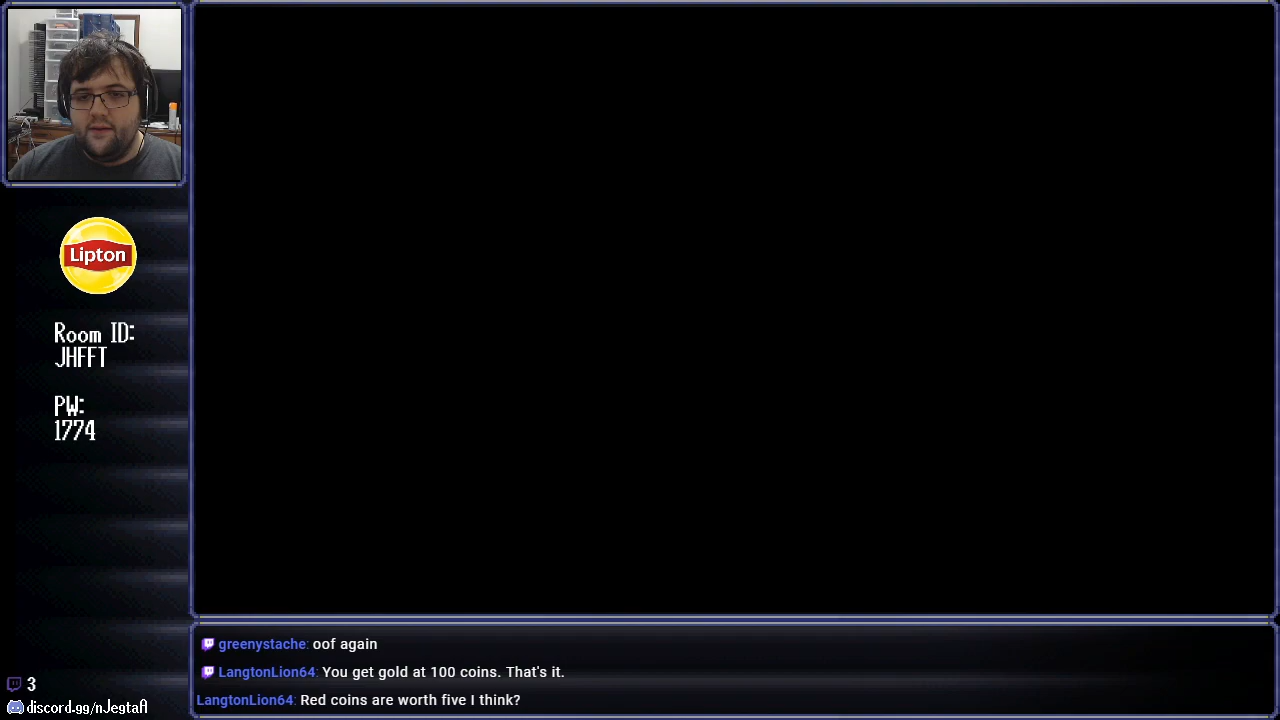 Lipton
Room ID:
JHFFT
PW:
1774
3
discord.gg/nJegtaA
greenystache: oof again
LangtonLion64: You get gold at 100 coins. That's it.
LangtonLion64: Red coins are worth five I think?